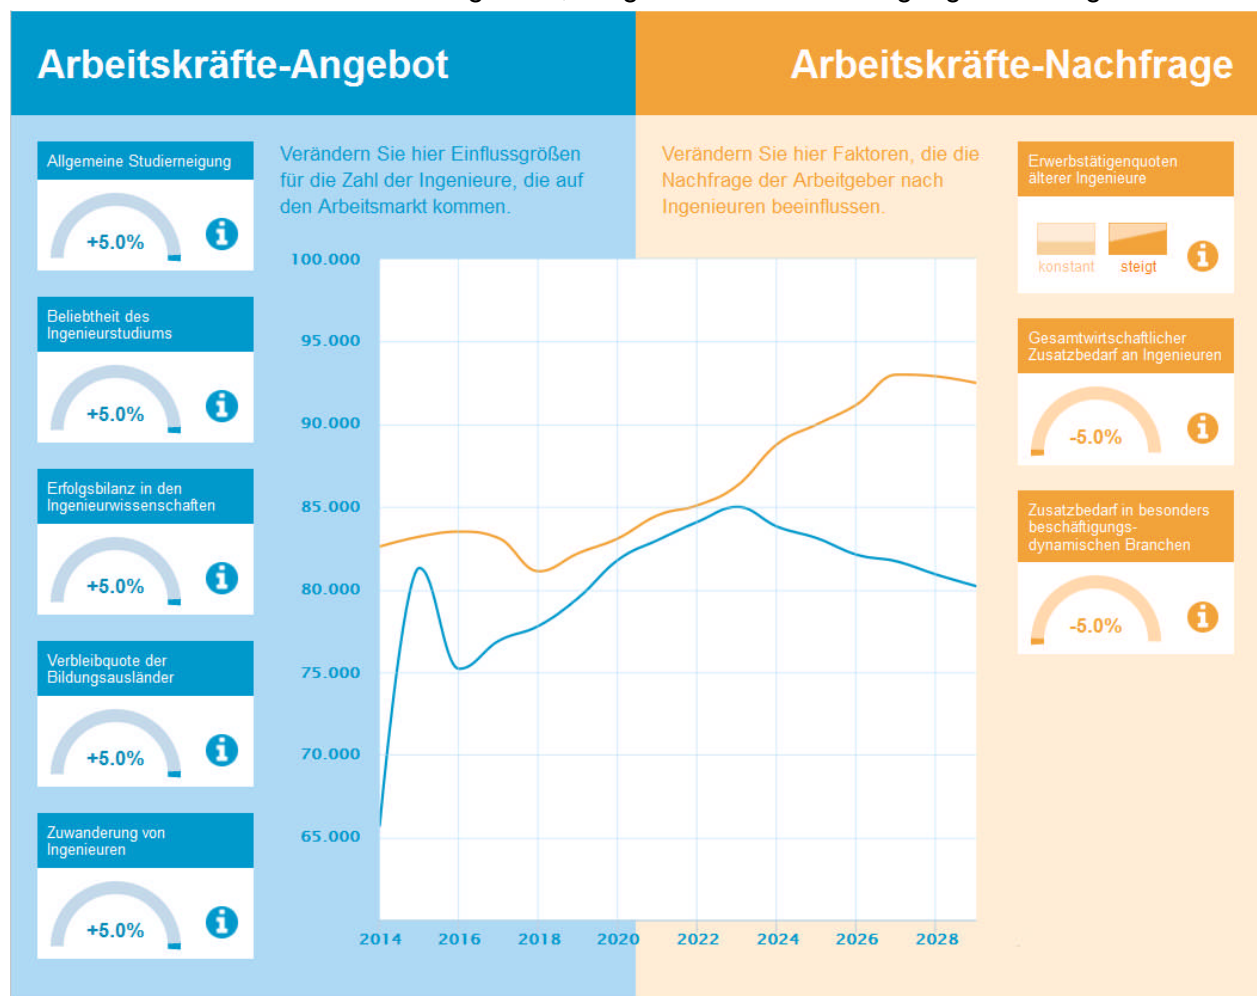 Arbeitskräfte-Angebot
Arbeitskräfte-Nachfrage
Allgemeine Studierneigung
+5.0%
Beliebtheit des
Ingenieurstudiums
+5.0%
Erfolgsbilanz in den
Ingenieurwissenschaften
+5.0%
Verbleibquote der
Bildungsausländer
+5.0%
Zuwanderung von
Ingenieuren
+5.0%
Verändern Sie hier Einflussgrößen
für die Zahl der Ingenieure, die auf
den Arbeitsmarkt kommen.
Verändern Sie hier Faktoren, die die
Nachfrage der Arbeitgeber nach
Ingenieuren beeinflussen.
100.000
95.000
90.000
85.000
80.000
75.000
70.000
65.000
2014 2016 2018 2020 2022 2024 2026 2028
Erwerbstätigenquoten
älterer Ingenieure
konstant steigt
Gesamtwirtschaftlicher
Zusatzbedarf an Ingenieuren
-5.0%
Zusatzbedarf in besonders
beschäftigungs-
dynamischen Branchen
-5.0%